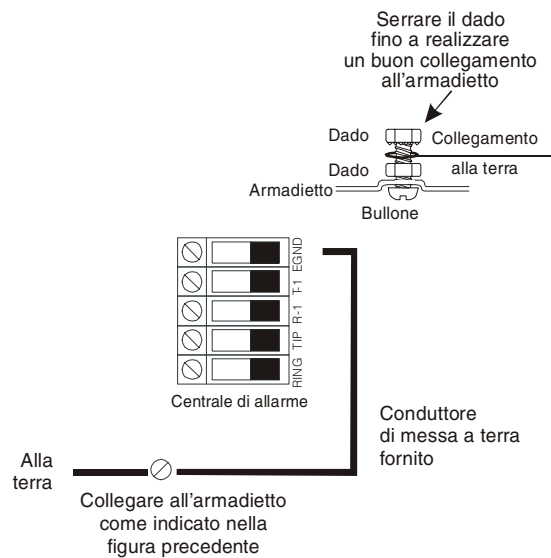 Serrare il dado
fino a realizzare
un buon collegamento
all'armadietto
Dado
Collegamento
Dado
alla terra
Armadietto
Bullone
EGND
T-1
R-1
TIP
RING
Centrale di allarme
Conduttore
di messa a terra
fornito
Alla
terra
Collegare all'armadietto
come indicato nella
figura precedente